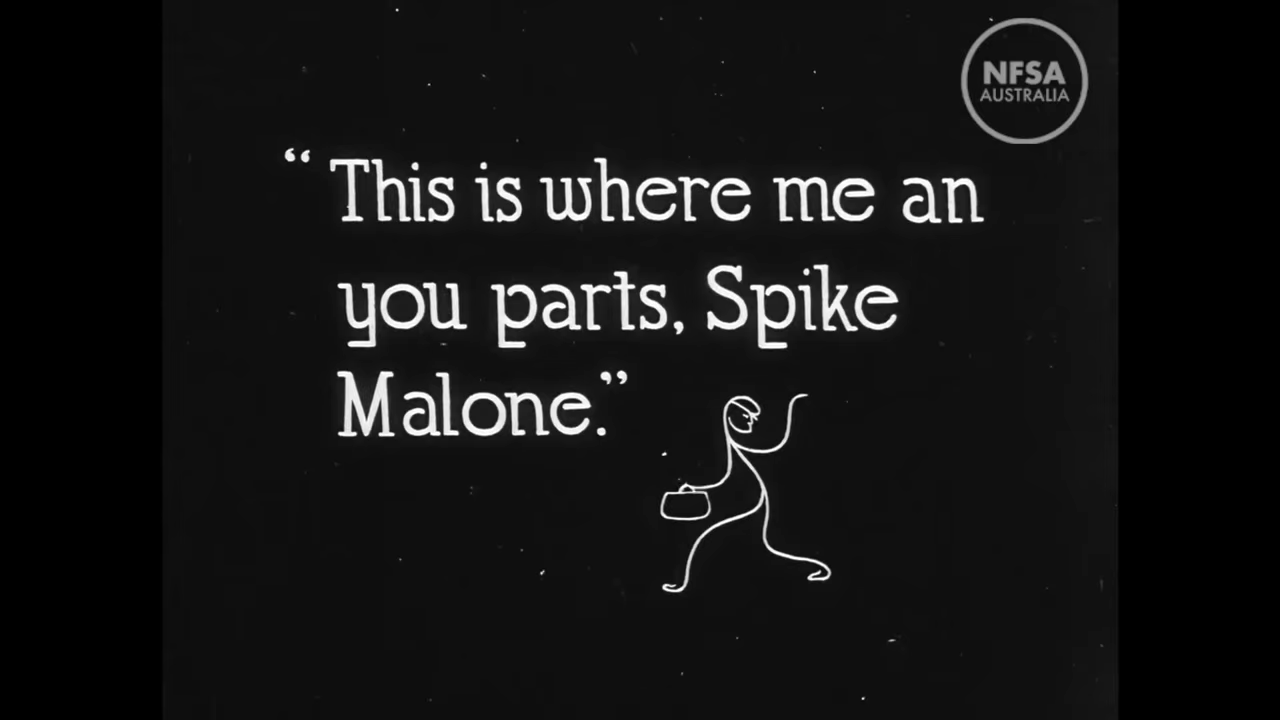 NFSA
AUSTRALIA
“This is where me an
you parts, Spike
Malone.”